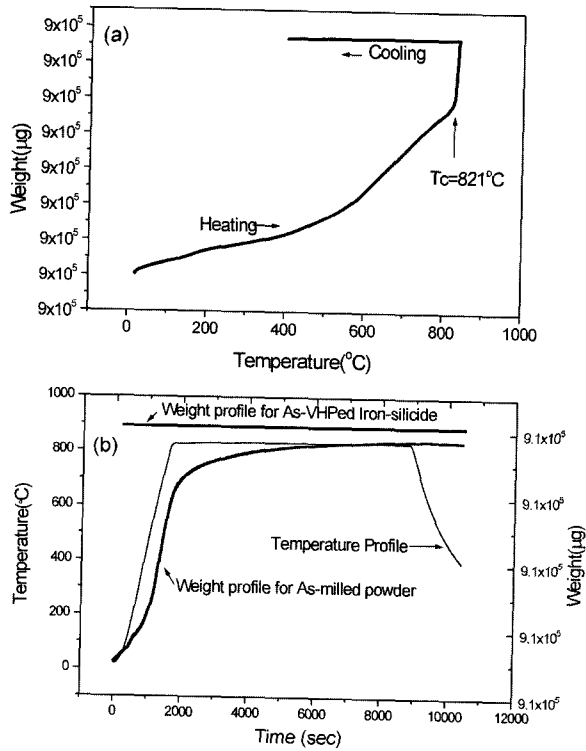 (a)
9x10⁵
Cooling
9x10⁵
9x10⁵
9x10⁵
Tc=821°C
9x10⁵
9x10⁵
Heating
9x10⁵
9x10⁵
9x10⁵
Weight(µg)
0
200
400
600
800
1000
Temperature(°C)
1000
Weight profile for As-VHPed Iron-silicide
(b)
800
9.1x10⁵
600
9.1x10⁵
400
Temperature Profile
9.1x10⁵
Weight profile for As-milled powder
200
9.1x10⁵
0
9.1x10⁵
Temperature(°C)
Weight(µg)
0
2000
4000
6000
8000
10000
12000
Time (sec)